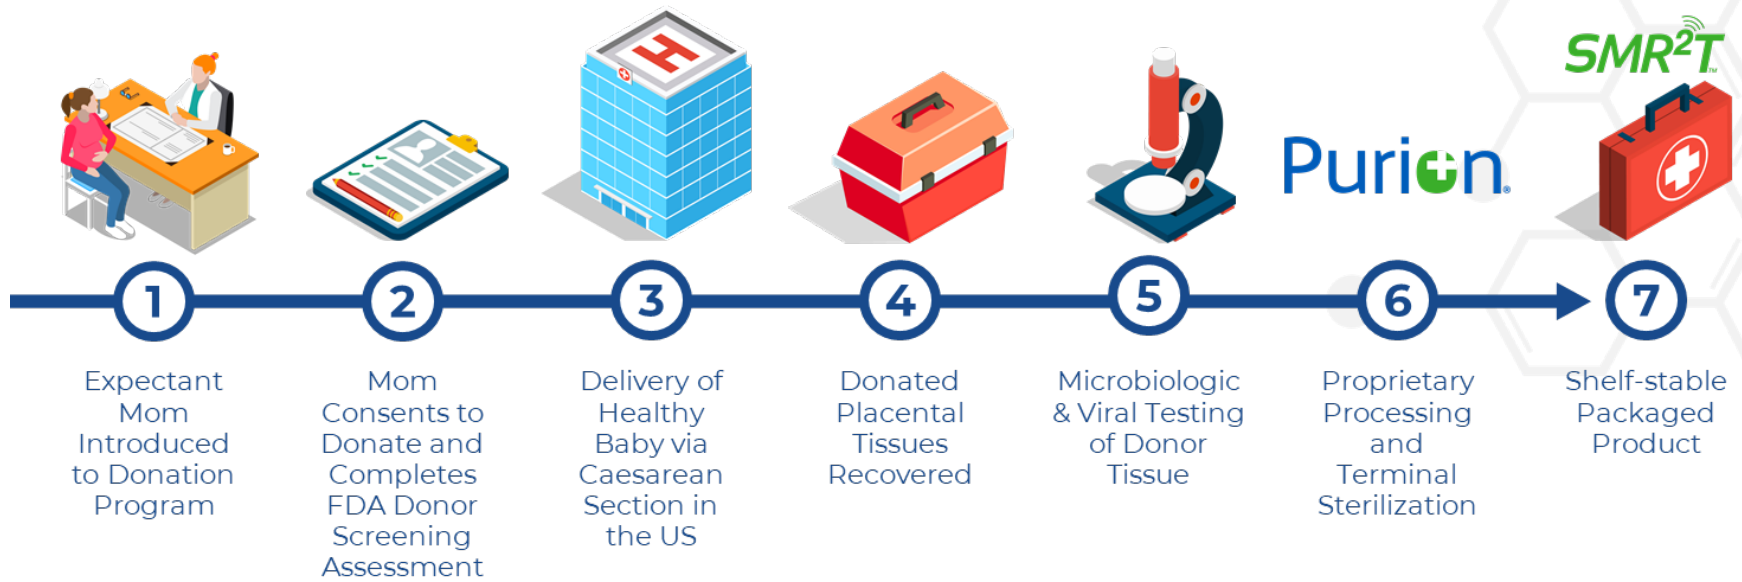 SMR²T™
H
Purion®
1
2
3
4
5
6
7
Expectant
Mom
Introduced
to Donation
Program
Mom
Consents to
Donate and
Completes
FDA Donor
Screening
Assessment
Delivery of
Healthy
Baby via
Caesarean
Section in
the US
Donated
Placental
Tissues
Recovered
Microbiologic
& Viral Testing
of Donor
Tissue
Proprietary
Processing
and
Terminal
Sterilization
Shelf-stable
Packaged
Product